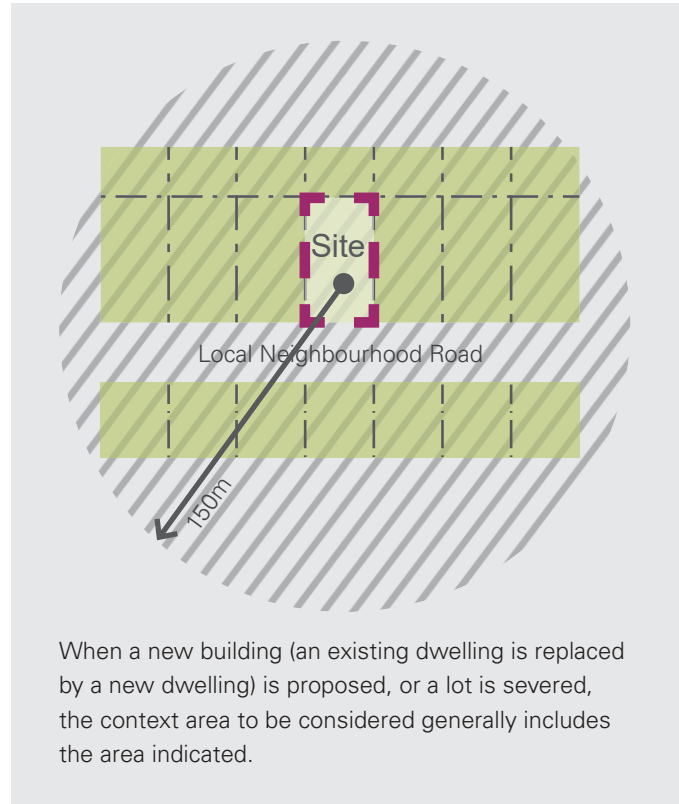 Site
Local Neighbourhood Road
150m
When a new building (an existing dwelling is replaced
by a new dwelling) is proposed, or a lot is severed,
the context area to be considered generally includes
the area indicated.